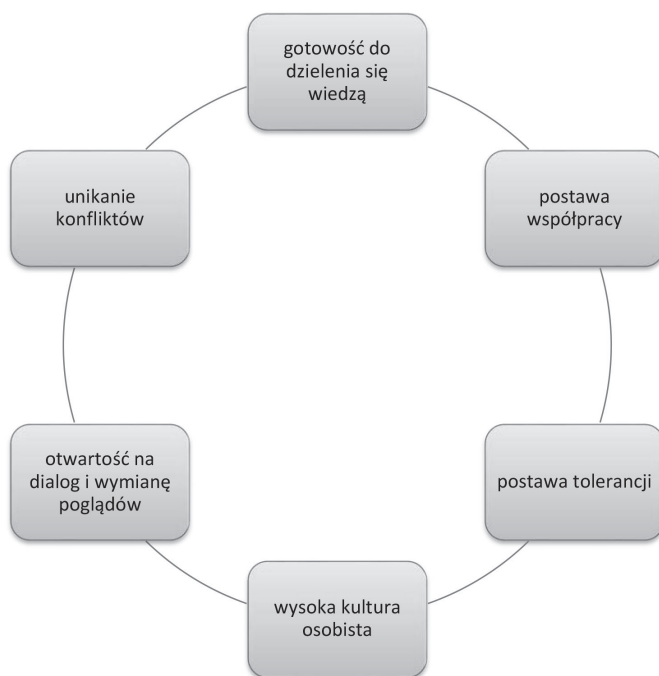 gotowość do
dzielenia się
wiedzą
postawa
współpracy
postawa tolerancji
wysoka kultura
osobista
otwartość na
dialog i wymianę
poglądów
unikanie
konfliktów